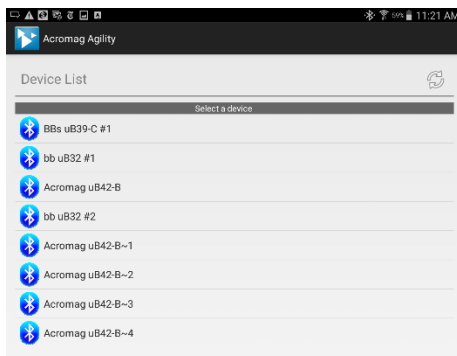 59% 11:21 AM
Acromag Agility
Device List
Select a device
BBs uB39-C #1
bb uB32 #1
Acromag uB42-B
bb uB32 #2
Acromag uB42-B~1
Acromag uB42-B~2
Acromag uB42-B~3
Acromag uB42-B~4